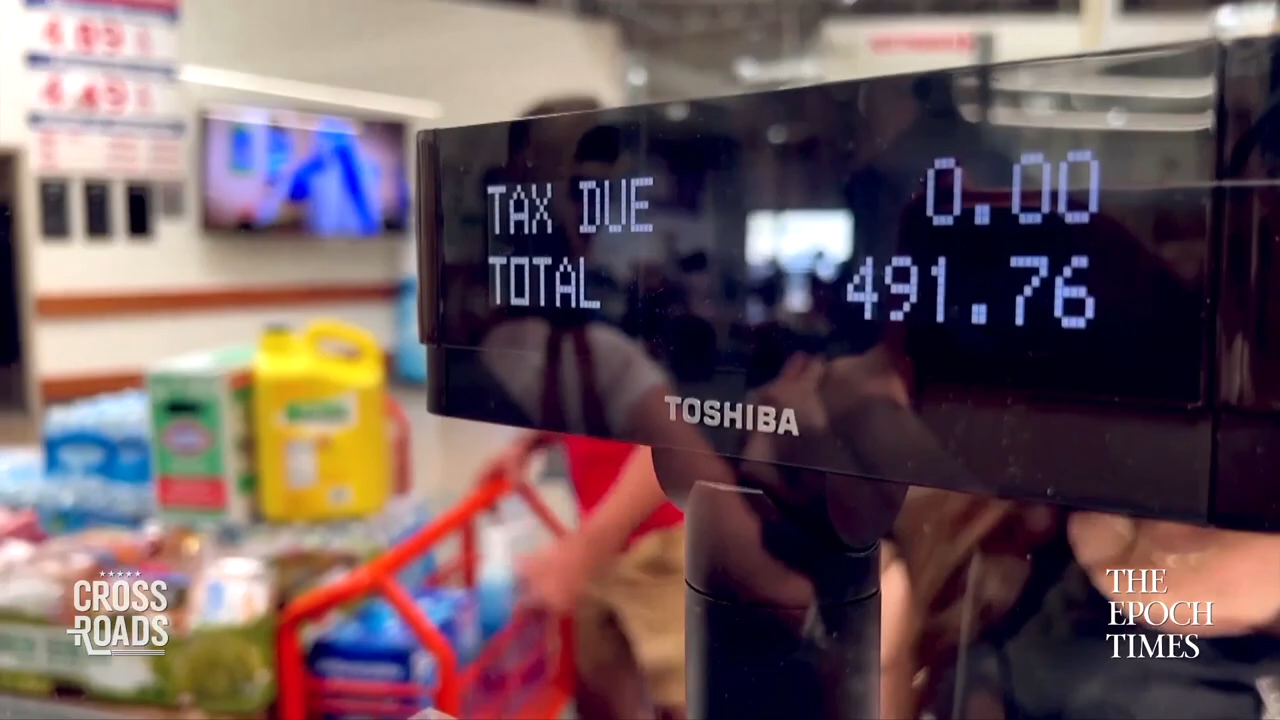 TAX DUE 0.00
TOTAL 491.76
TOSHIBA
CROSS
ROADS
THE
EPOCH
TIMES